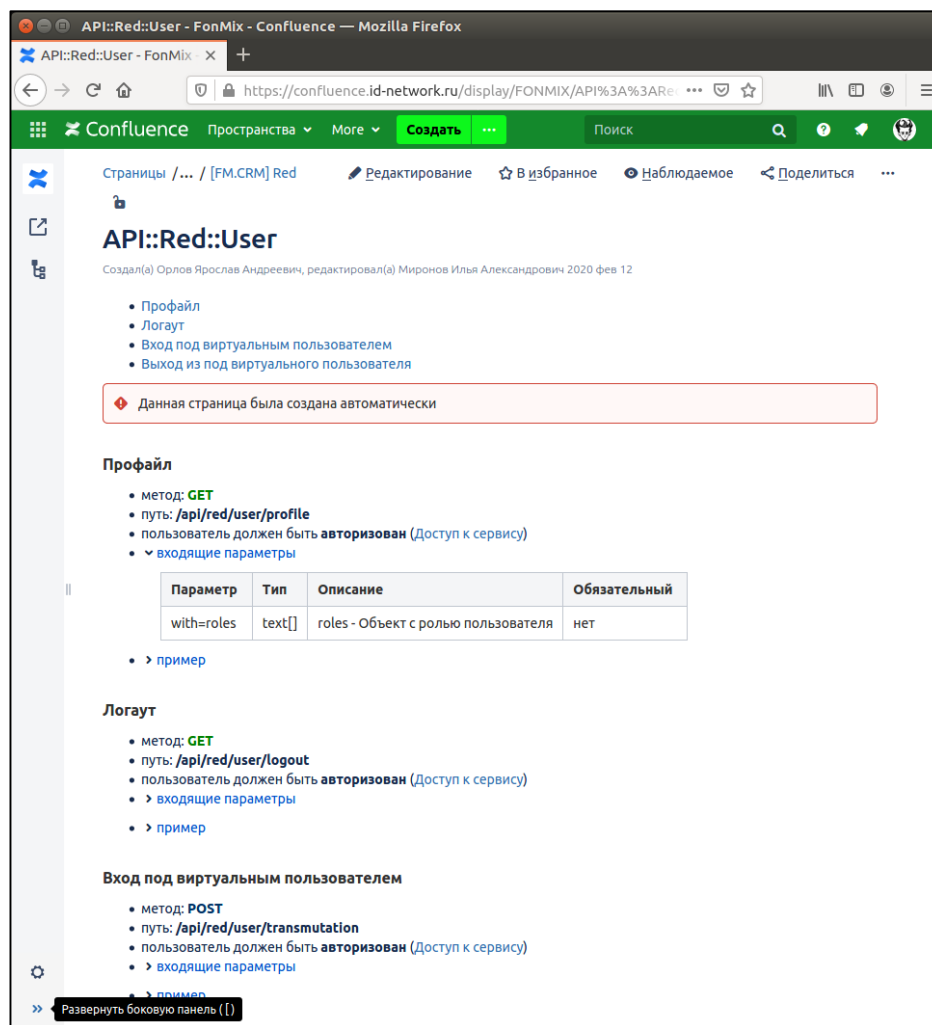 API::Red::User - FonMix - Confluence — Mozilla Firefox
API::Red::User - FonMix -
https://confluence.id-network.ru/display/FONMIX/API%3A%3ARe
Confluence Пространства More Создать ... Поиск
Страницы /... / [FM.CRM] Red Редактирование В избранное Наблюдаемое Поделиться ...
API::Red::User
Создал(а) Орлов Ярослав Андреевич, редактировал(а) Миронов Илья Александрович 2020 фев 12
• Профайл
• Логаут
• Вход под виртуальным пользователем
• Выход из под виртуального пользователя
Данная страница была создана автоматически
Профайл
• метод: GET
• путь: /api/red/user/profile
• пользователь должен быть авторизован (Доступ к сервису)
• входящие параметры
Параметр Тип Описание Обязательный
with=roles text[] roles - Объект с ролью пользователя нет
• пример
Логаут
• метод: GET
• путь: /api/red/user/logout
• пользователь должен быть авторизован (Доступ к сервису)
• входящие параметры
• пример
Вход под виртуальным пользователем
• метод: POST
• путь: /api/red/user/transmutation
• пользователь должен быть авторизован (Доступ к сервису)
• входящие параметры
• пример
Развернуть боковую панель ( [ )